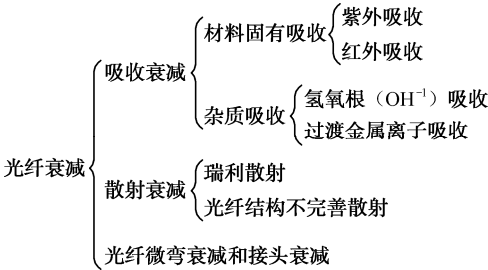 光纤衰减
吸收衰减
材料固有吸收
紫外吸收
红外吸收
杂质吸收
氢氧根（OH⁻¹）吸收
过渡金属离子吸收
散射衰减
瑞利散射
光纤结构不完善散射
光纤微弯衰减和接头衰减